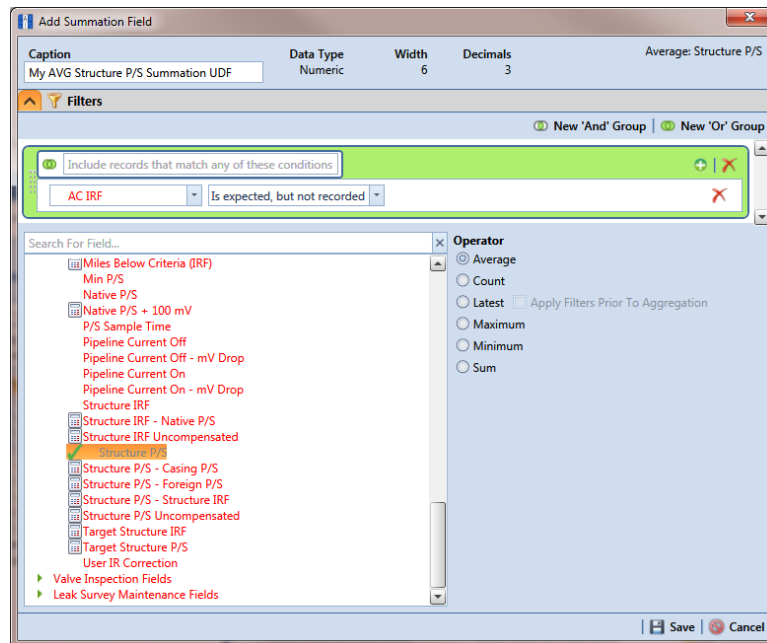 Add Summation Field
x
Caption
Data Type
Width
Decimals
Average: Structure P/S
My AVG Structure P/S Summation UDF
Numeric
6
3
Filters
New 'And' Group | New 'Or' Group
Include records that match any of these conditions
AC IRF
Is expected, but not recorded
Search For Field...
Miles Below Criteria (IRF)
Min P/S
Native P/S
Native P/S + 100 mV
P/S Sample Time
Pipeline Current Off
Pipeline Current Off - mV Drop
Pipeline Current On
Pipeline Current On - mV Drop
Structure IRF
Structure IRF - Native P/S
Structure IRF Uncompensated
Structure P/S
Structure P/S - Casing P/S
Structure P/S - Foreign P/S
Structure P/S - Structure IRF
Structure P/S Uncompensated
Target Structure IRF
Target Structure P/S
User IR Correction
Valve Inspection Fields
Leak Survey Maintenance Fields
Operator
Average
Count
Latest
Apply Filters Prior To Aggregation
Maximum
Minimum
Sum
Save | Cancel